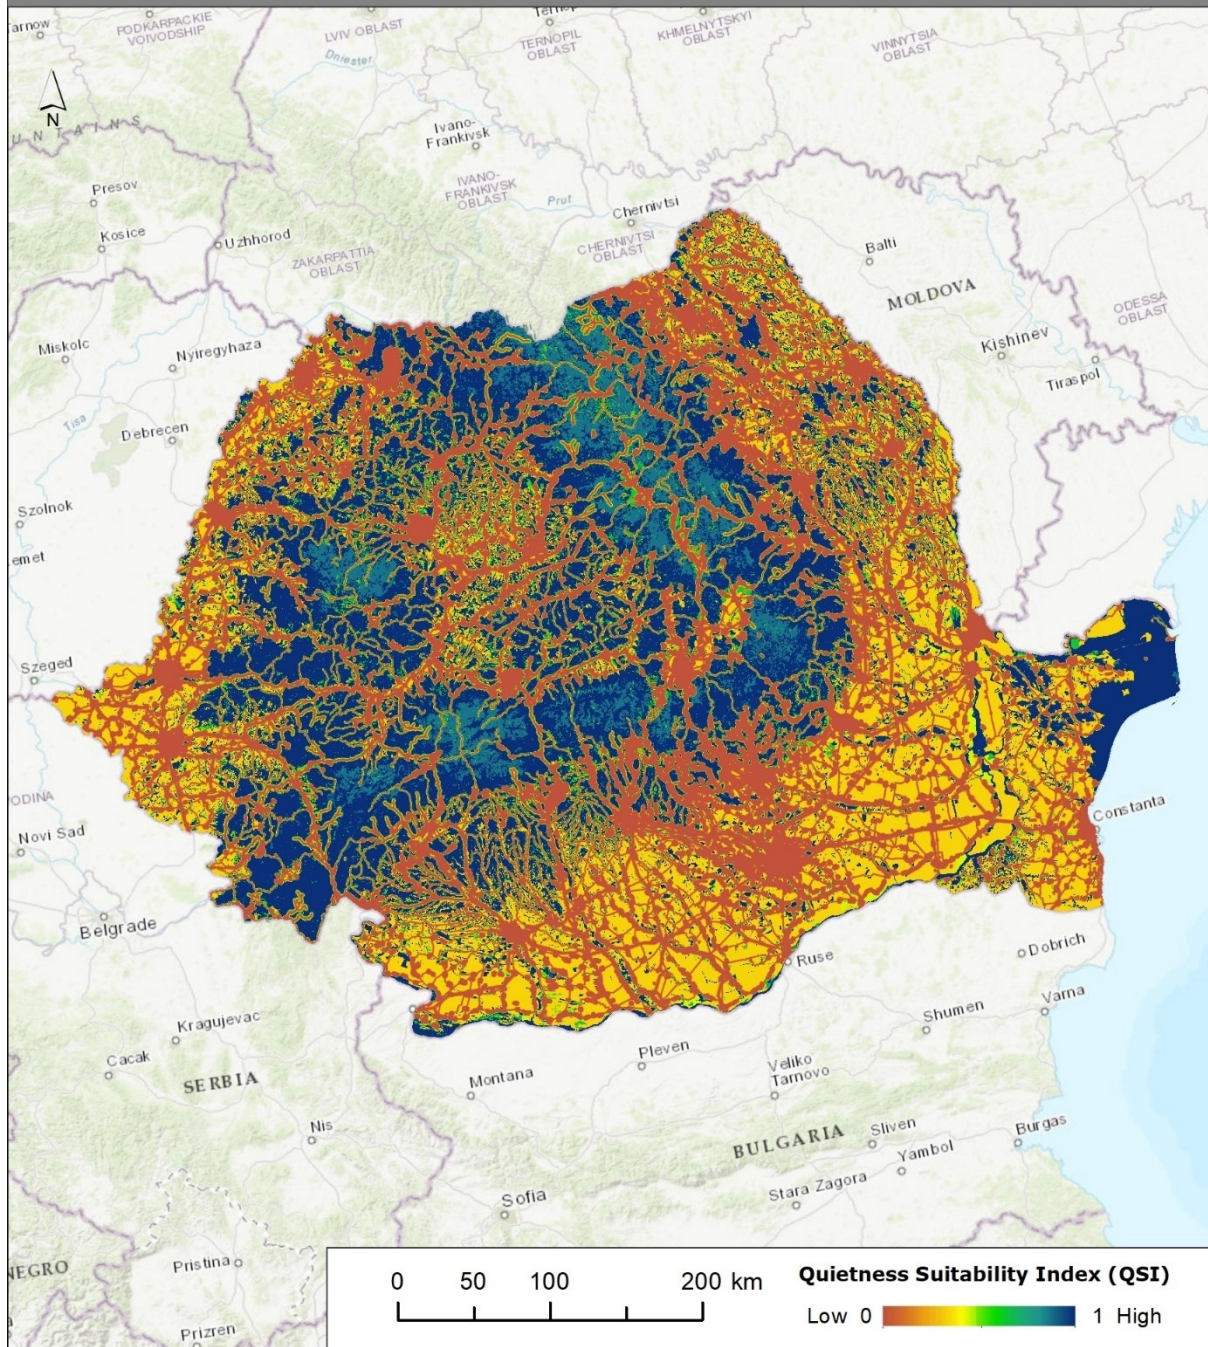 PODKARPACKIE
VOIVODSHIP
LVIV OBLAST
TERNOPIL
OBLAST
KHMELNYTSKYI
OBLAST
VINNYTSIA
OBLAST
Dniester
N
U N T A I N S
Ivano-
Frankivsk
IVANO-
FRANKIVSK
OBLAST
Prut
Chernivtsi
CHERNIVTSI
OBLAST
Presov
Kosice
Uzhhorod
ZAKARPATTIA
OBLAST
Balti
MOLDOVA
ODESSA
OBLAST
Kishinev
Tiraspol
Miskolc
Nyiregyhaza
Tisa
Debrecen
Szolnok
emet
Szeged
ODINA
Novi Sad
Constanta
Belgrade
Ruse
Dobrich
Kragujevac
Shumen
Varna
Cacak
Pleven
SERBIA
Montana
Veliko
Tarnovo
Nis
BULGARIA
Sliven
Burgas
Yambol
Sofia
Stara Zagora
NEGRO
Pristina
Prizren
0 50 100 200 km
Quietness Suitability Index (QSI)
Low 0 1 High